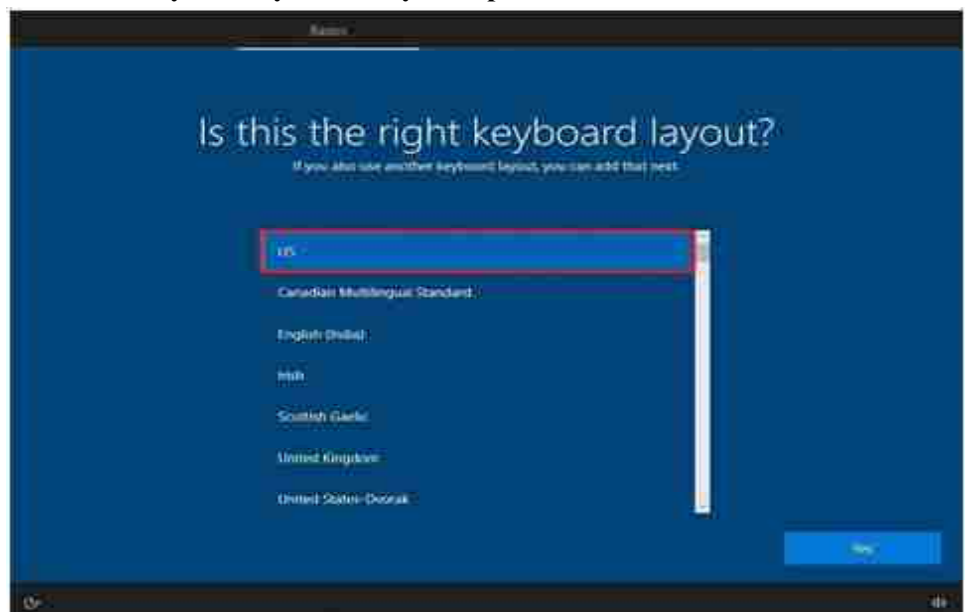 Basics
Is this the right keyboard layout?
If you also use another keyboard layout, you can add that next.
US
Canadian Multilingual Standard
English (India)
Irish
Scottish Gaelic
United Kingdom
United States-Dvorak
Yes